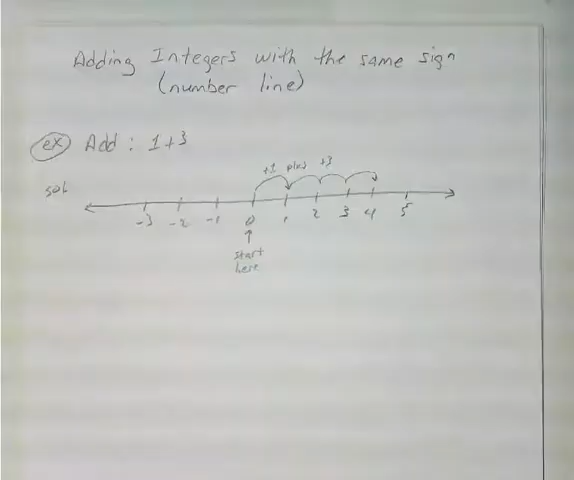 Adding Integers with the same sign
(number line)
ex Add : 1+3
+1 plus +3
sol
-3 -2 -1 0 1 2 3 4 5
start
here